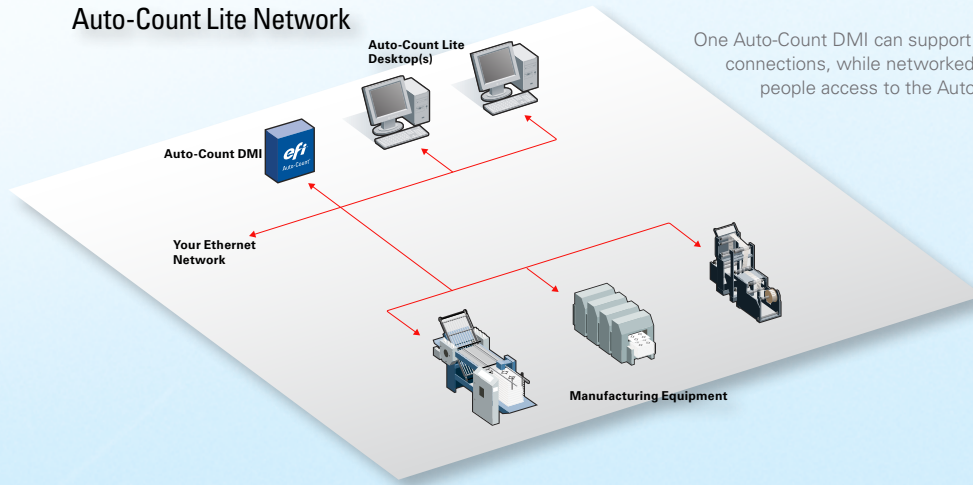 Auto-Count Lite Network
One Auto-Count DMI can support
connections, while networked
people access to the Auto
Auto-Count Lite
Desktop(s)
Auto-Count DMI
efi
Auto-Count
Your Ethernet
Network
Manufacturing Equipment